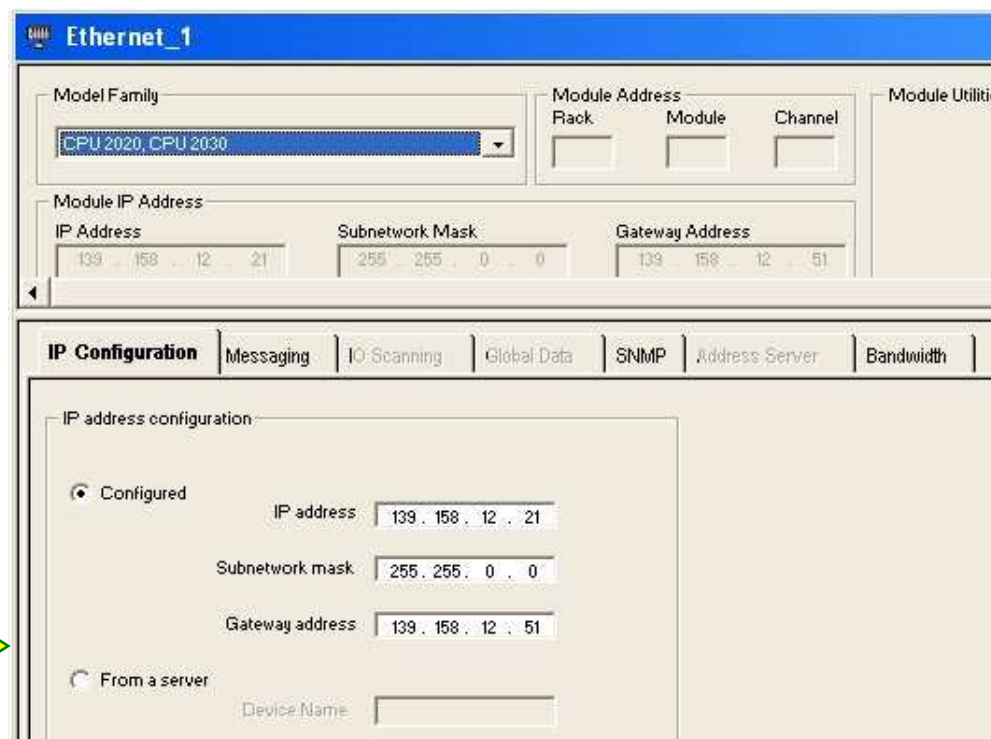 Ethernet_1
Model Family
Module Address
Module Utiliti
Rack Module Channel
CPU 2020, CPU 2030
Module IP Address
IP Address Subnetwork Mask Gateway Address
139 . 158 . 12 . 21 255 . 255 . 0 . 0 139 . 158 . 12 . 51
IP Configuration Messaging IO Scanning Global Data SNMP Address Server Bandwidth
IP address configuration
Configured
IP address 139 . 158 . 12 . 21
Subnetwork mask 255 . 255 . 0 . 0
Gateway address 139 . 158 . 12 . 51
From a server
Device Name